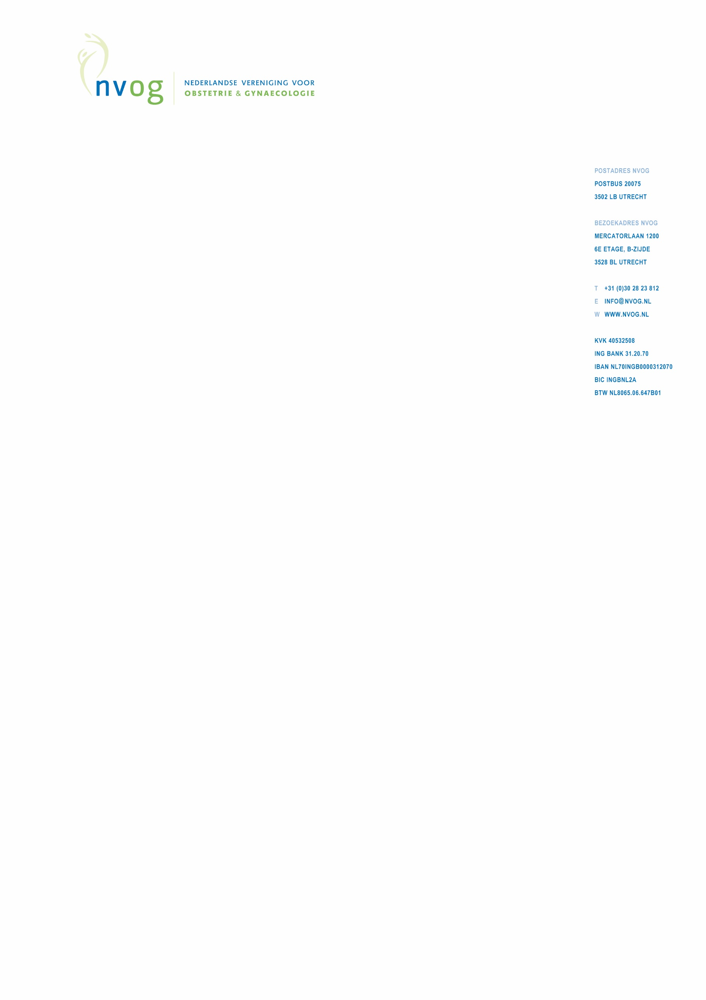 nvog
NEDERLANDSE VERENIGING VOOR
OBSTETRIE & GYNAECOLOGIE
POSTADRES NVOG
POSTBUS 20075
3502 LB UTRECHT
BEZOEKADRES NVOG
MERCATORLAAN 1200
6E ETAGE, B-ZIJDE
3528 BL UTRECHT
T +31 (0)30 28 23 812
E INFO@NVOG.NL
W WWW.NVOG.NL
KVK 40532508
ING BANK 31.20.70
IBAN NL70INGB0000312070
BIC INGBNL2A
BTW NL8065.06.647B01